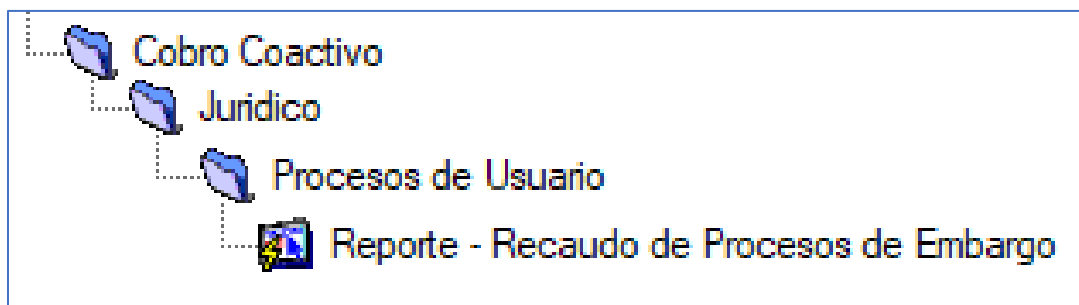 Cobro Coactivo
Juridico
Procesos de Usuario
Reporte - Recaudo de Procesos de Embargo